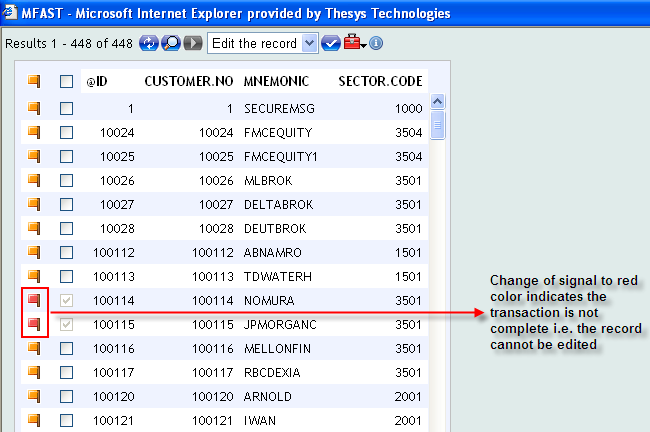 MFAST - Microsoft Internet Explorer provided by Thesys Technologies
Results 1 - 448 of 448 Edit the record
@ID CUSTOMER.NO MNEMONIC SECTOR.CODE
1 1 SECUREMSG 1000
10024 10024 FMCEQUITY 3504
10025 10025 FMCEQUITY1 3504
10026 10026 MLBROK 3501
10027 10027 DELTABROK 3501
10028 10028 DEUTBROK 3501
100112 100112 ABNAMRO 1501
100113 100113 TDWATERH 1501
100114 100114 NOMURA 3501
100115 100115 JPMORGANC 3501
100116 100116 MELLONFIN 3501
100117 100117 RBCDEXIA 3501
100120 100120 ARNOLD 2001
100121 100121 IWAN 2001
Change of signal to red
color indicates the
transaction is not
complete i.e. the record
cannot be edited